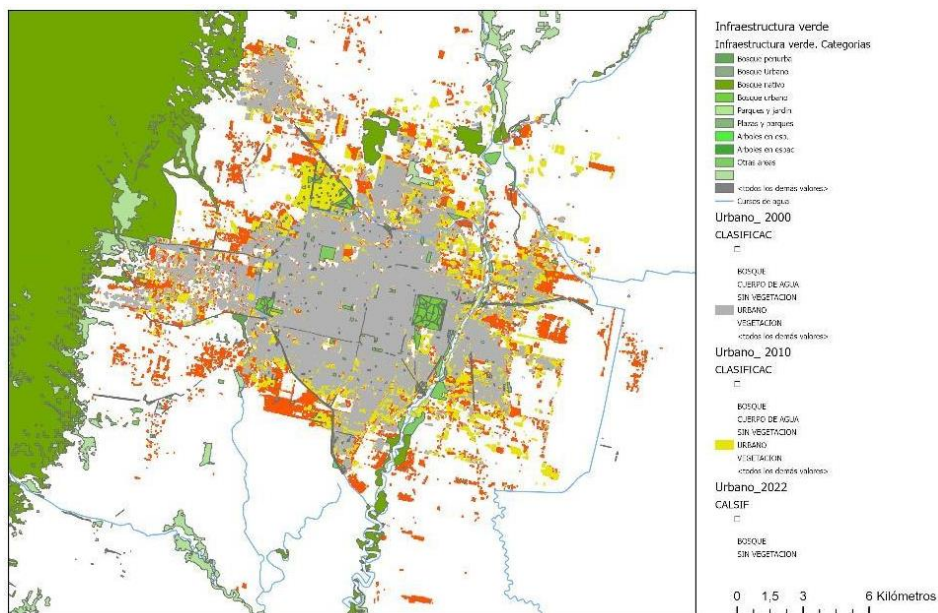 Infraestructura verde
Infraestructura verde. Categorias
Bosque periurba
Bosque Urbano
Bosque nativo
Bosque urbano
Parques y jardin
Plazas y parques
Arboles en esp.
Arboles en espac
Otras areas
<todos los demás valores>
Cursos de agua
Urbano_ 2000
CLASIFICAC
BOSQUE
CUERPO DE AGUA
SIN VEGETACION
URBANO
VEGETACION
<todos los demás valores>
Urbano_ 2010
CLASIFICAC
BOSQUE
CUERPO DE AGUA
SIN VEGETACION
URBANO
VEGETACION
<todos los demás valores>
Urbano_2022
CALSIF
BOSQUE
SIN VEGETACION
0 1,5 3 6 Kilómetros